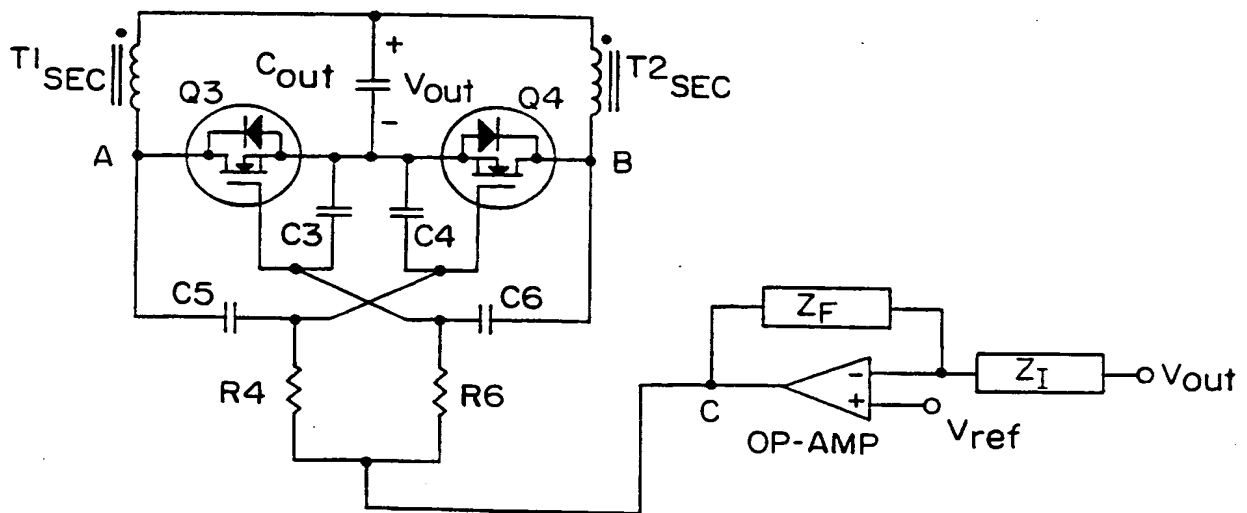 T1SEC
Cout
+
Vout
-
T2SEC
Q3
Q4
A
B
C3
C4
C5
C6
R4
R6
ZF
ZI
-
+
Vout
C
OP-AMP
Vref